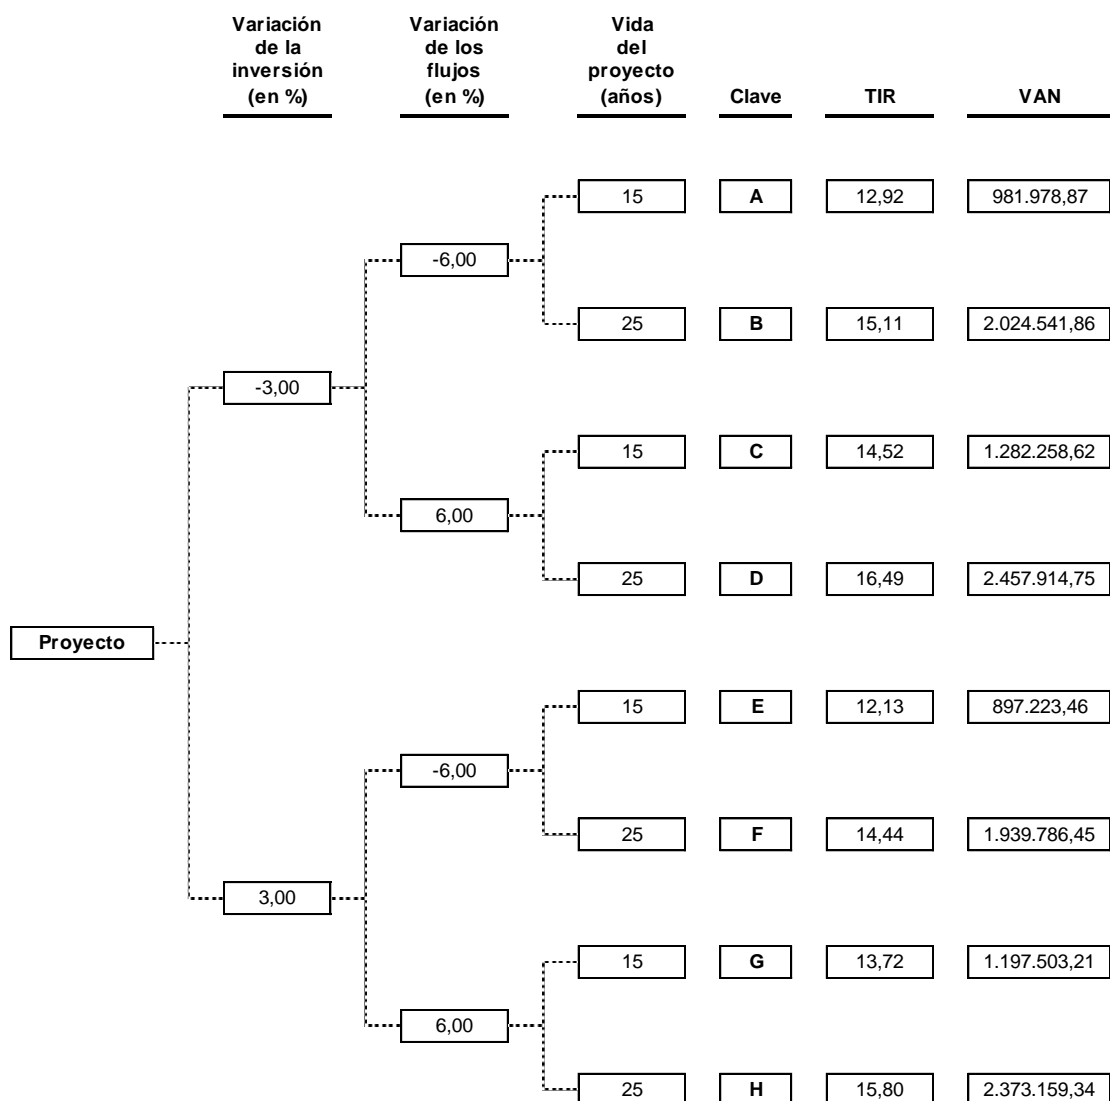 Variación de la inversión (en %)
Variación de los flujos (en %)
Vida del proyecto (años)
Clave
TIR
VAN
15 A 12,92 981.978,87
-6,00
25 B 15,11 2.024.541,86
-3,00
15 C 14,52 1.282.258,62
6,00
25 D 16,49 2.457.914,75
Proyecto
15 E 12,13 897.223,46
-6,00
25 F 14,44 1.939.786,45
3,00
15 G 13,72 1.197.503,21
6,00
25 H 15,80 2.373.159,34